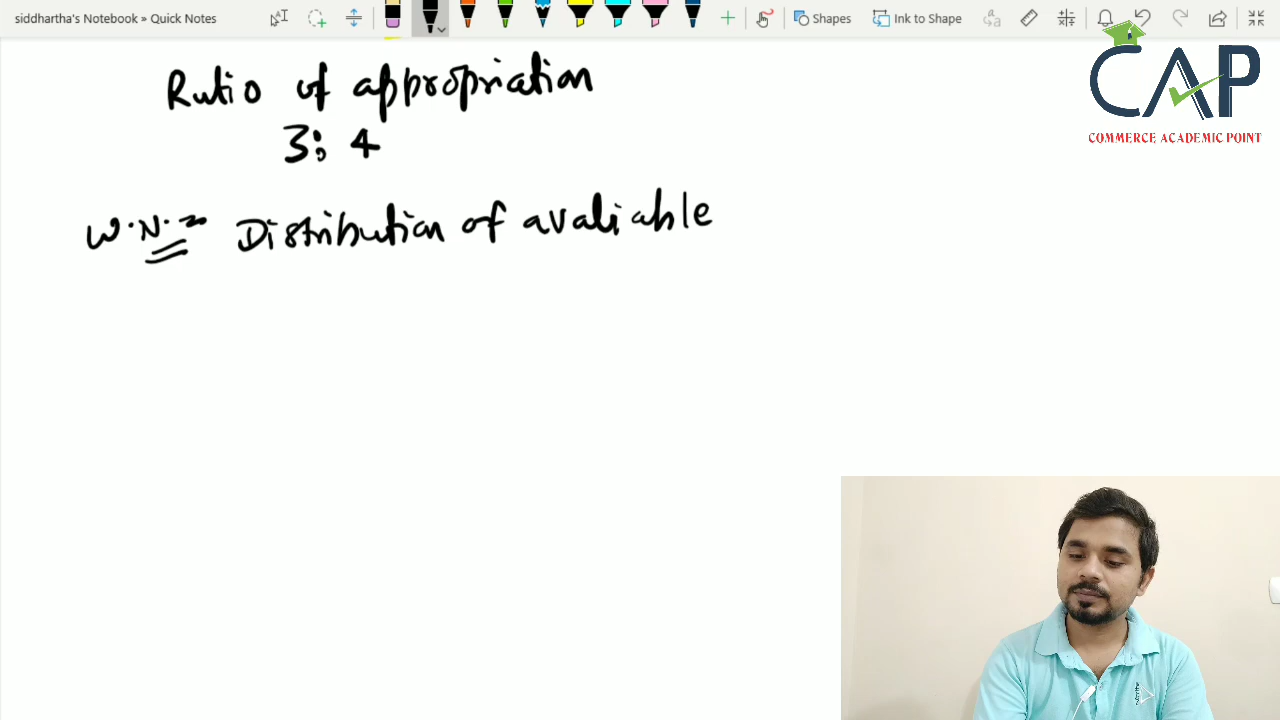 siddhartha's Notebook » Quick Notes
Shapes
Ink to Shape
CAP
COMMERCE ACADEMIC POINT
Ratio of appropriation
3: 4
W.N.2 Distribution of avaliable